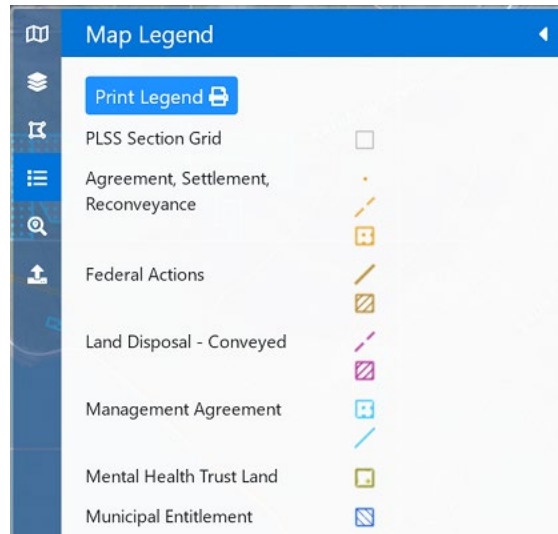 Map Legend
Print Legend
PLSS Section Grid
Agreement, Settlement,
Reconveyance
Federal Actions
Land Disposal - Conveyed
Management Agreement
Mental Health Trust Land
Municipal Entitlement